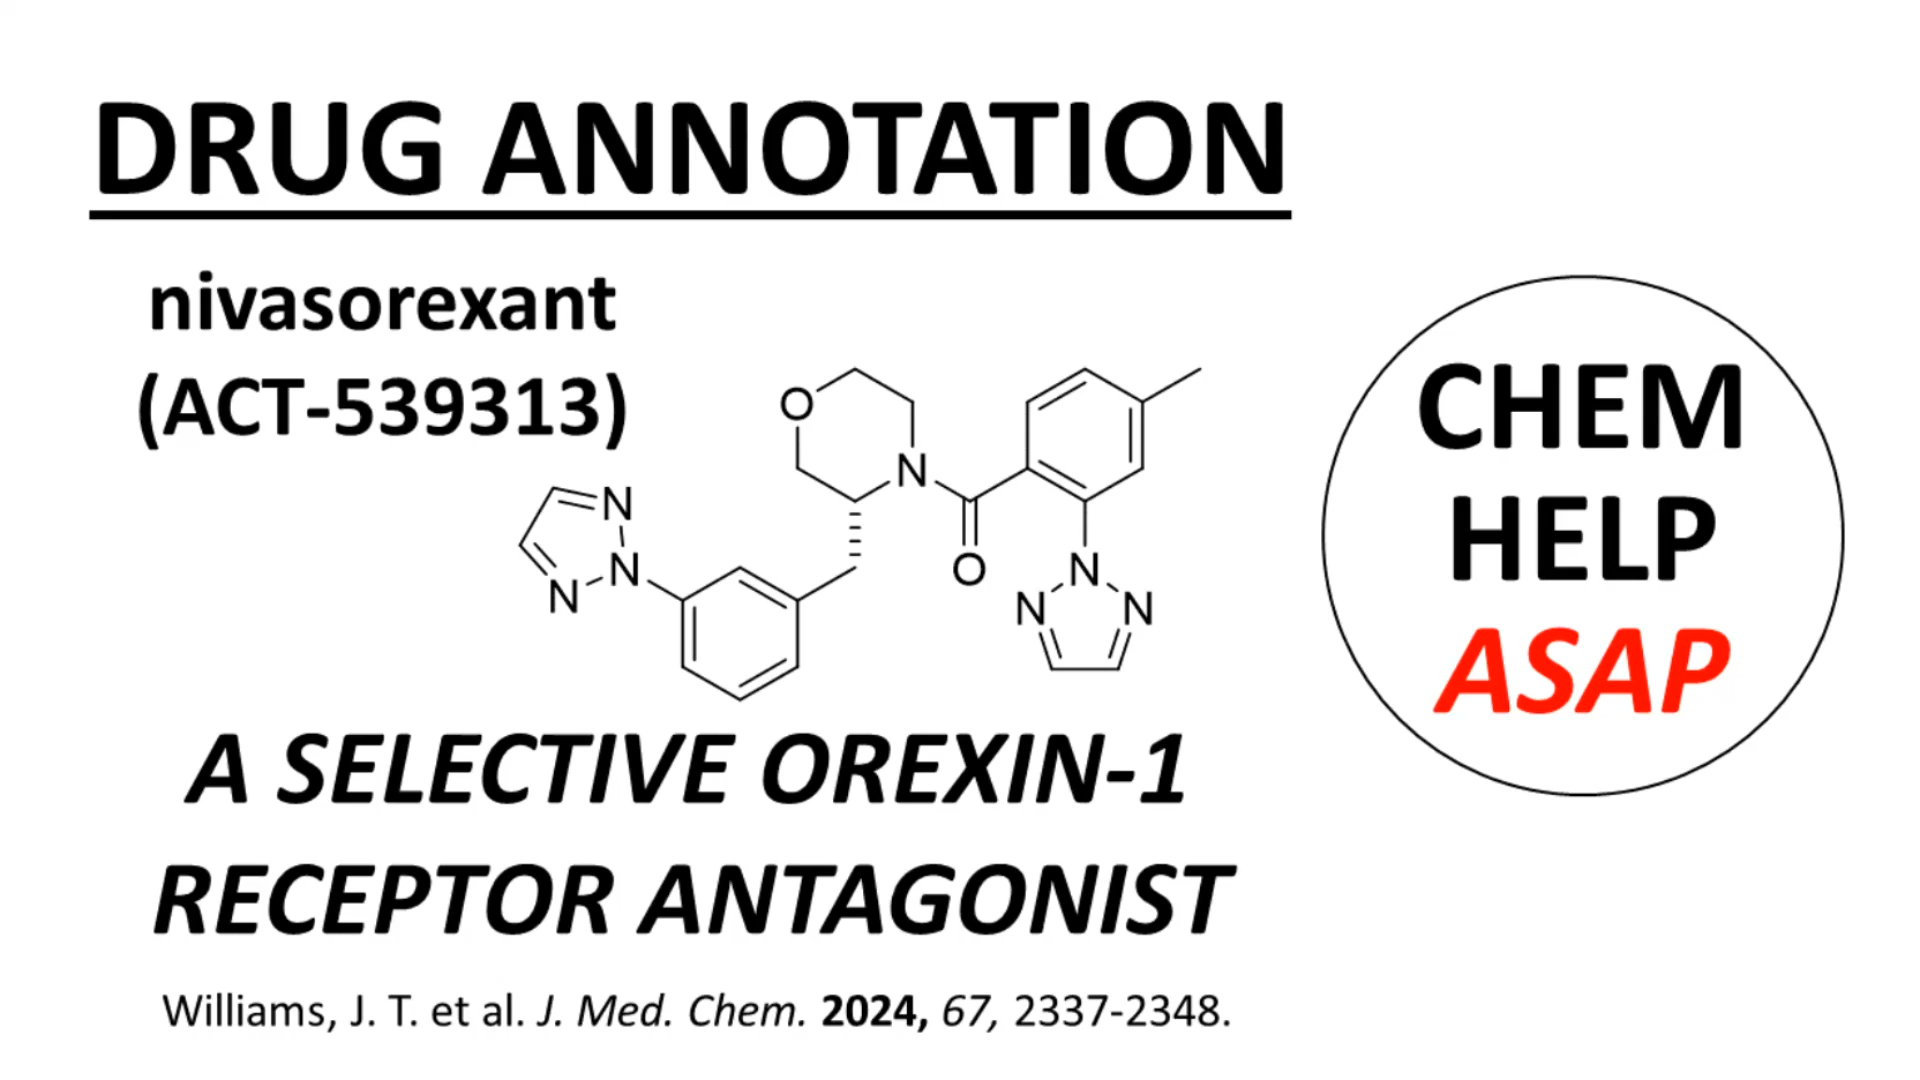 DRUG ANNOTATION
nivasorexant
(ACT-539313)
O
N
N
N
N
O
N
N
N
A SELECTIVE OREXIN-1
RECEPTOR ANTAGONIST
Williams, J. T. et al. J. Med. Chem. 2024, 67, 2337-2348.
CHEM
HELP
ASAP